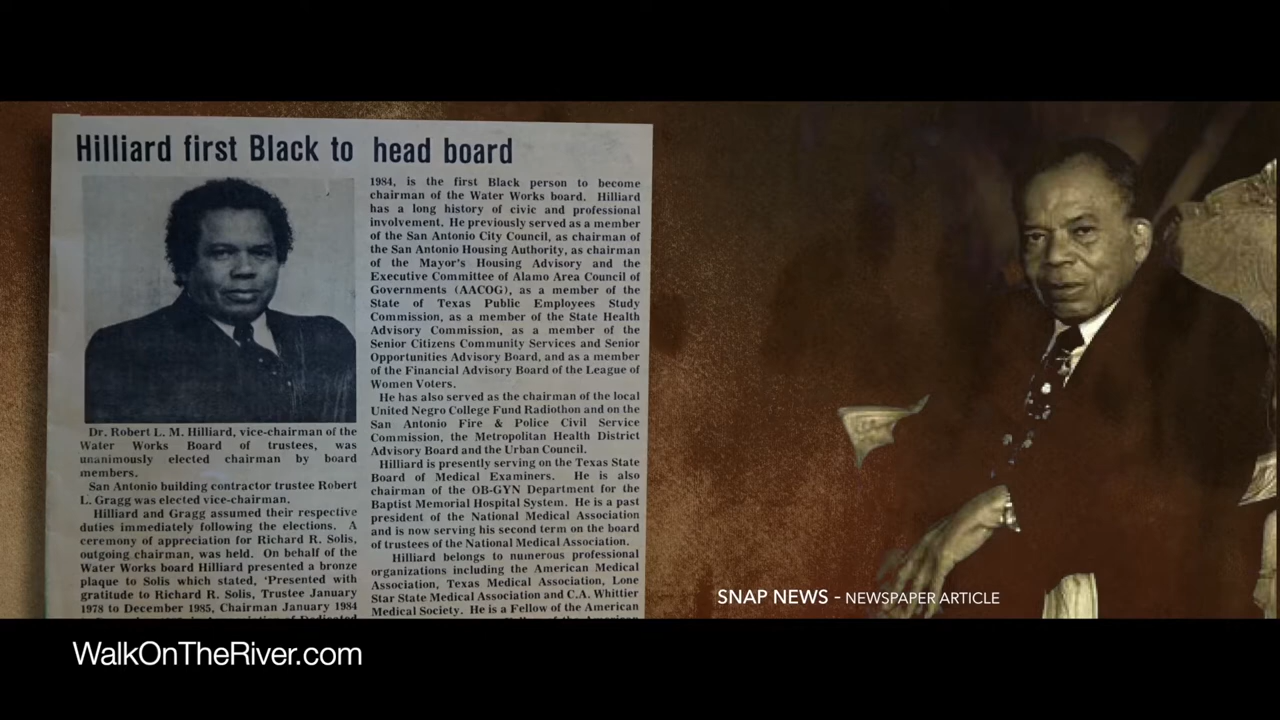 Hilliard first Black to head board
Dr. Robert L. M. Hilliard, vice-chairman of the
Water Works Board of trustees, was
unanimously elected chairman by board
members.
San Antonio building contractor trustee Robert
L. Gragg was elected vice-chairman.
Hilliard and Gragg assumed their respective
duties immediately following the elections. A
ceremony of appreciation for Richard R. Solis,
outgoing chairman, was held. On behalf of the
Water Works board Hilliard presented a bronze
plaque to Solis which stated, 'Presented with
gratitude to Richard R. Solis, Trustee January
1978 to December 1985, Chairman January 1984
1984, is the first Black person to become
chairman of the Water Works board. Hilliard
has a long history of civic and professional
involvement. He previously served as a member
of the San Antonio City Council, as chairman of
the San Antonio Housing Authority, as chairman
of the Mayor's Housing Advisory and the
Executive Committee of Alamo Area Council of
Governments (AACOG), as a member of the
State of Texas Public Employees Study
Commission, as a member of the State Health
Advisory Commission, as a member of the
Senior Citizens Community Services and Senior
Opportunities Advisory Board, and as a member
of the Financial Advisory Board of the League of
Women Voters.
He has also served as the chairman of the local
United Negro College Fund Radiothon and on the
San Antonio Fire & Police Civil Service
Commission, the Metropolitan Health District
Advisory Board and the Urban Council.
Hilliard is presently serving on the Texas State
Board of Medical Examiners. He is also
chairman of the OB-GYN Department for the
Baptist Memorial Hospital System. He is a past
president of the National Medical Association
and is now serving his second term on the board
of trustees of the National Medical Association.
Hilliard belongs to numerous professional
organizations including the American Medical
Association, Texas Medical Association, Lone
Star State Medical Association and C.A. Whittier
Medical Society. He is a Fellow of the American
SNAP NEWS - NEWSPAPER ARTICLE
WalkOnTheRiver.com